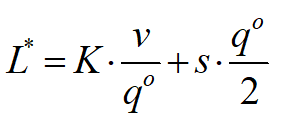 L* = K · v/q° + s · q°/2